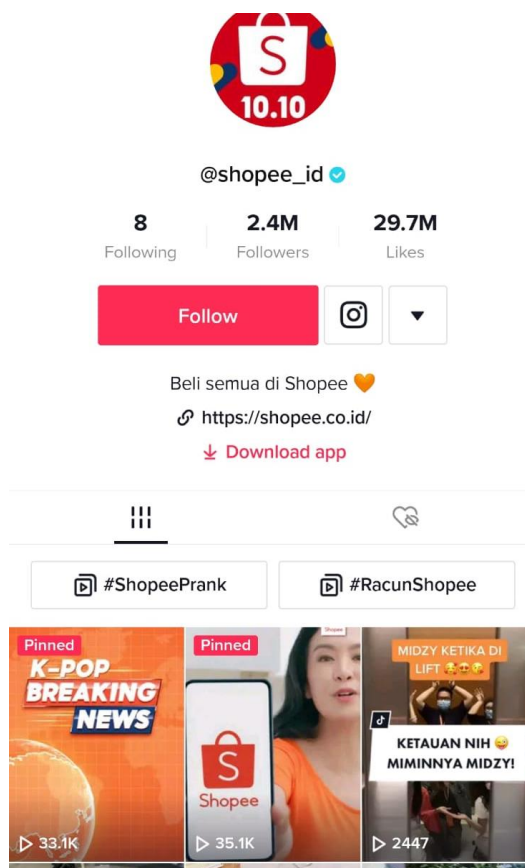 S
10.10
@shopee_id
8 2.4M 29.7M
Following Followers Likes
Follow
Beli semua di Shopee 🧡
https://shopee.co.id/
Download app
#ShopeePrank #RacunShopee
Pinned
K-POP
BREAKING
NEWS
33.1K
Pinned
Shopee
S
Shopee
35.1K
MIDZY KETIKA DI
LIFT 🥰😍😘
KETAUAN NIH 😜
MIMINNYA MIDZY!
2447